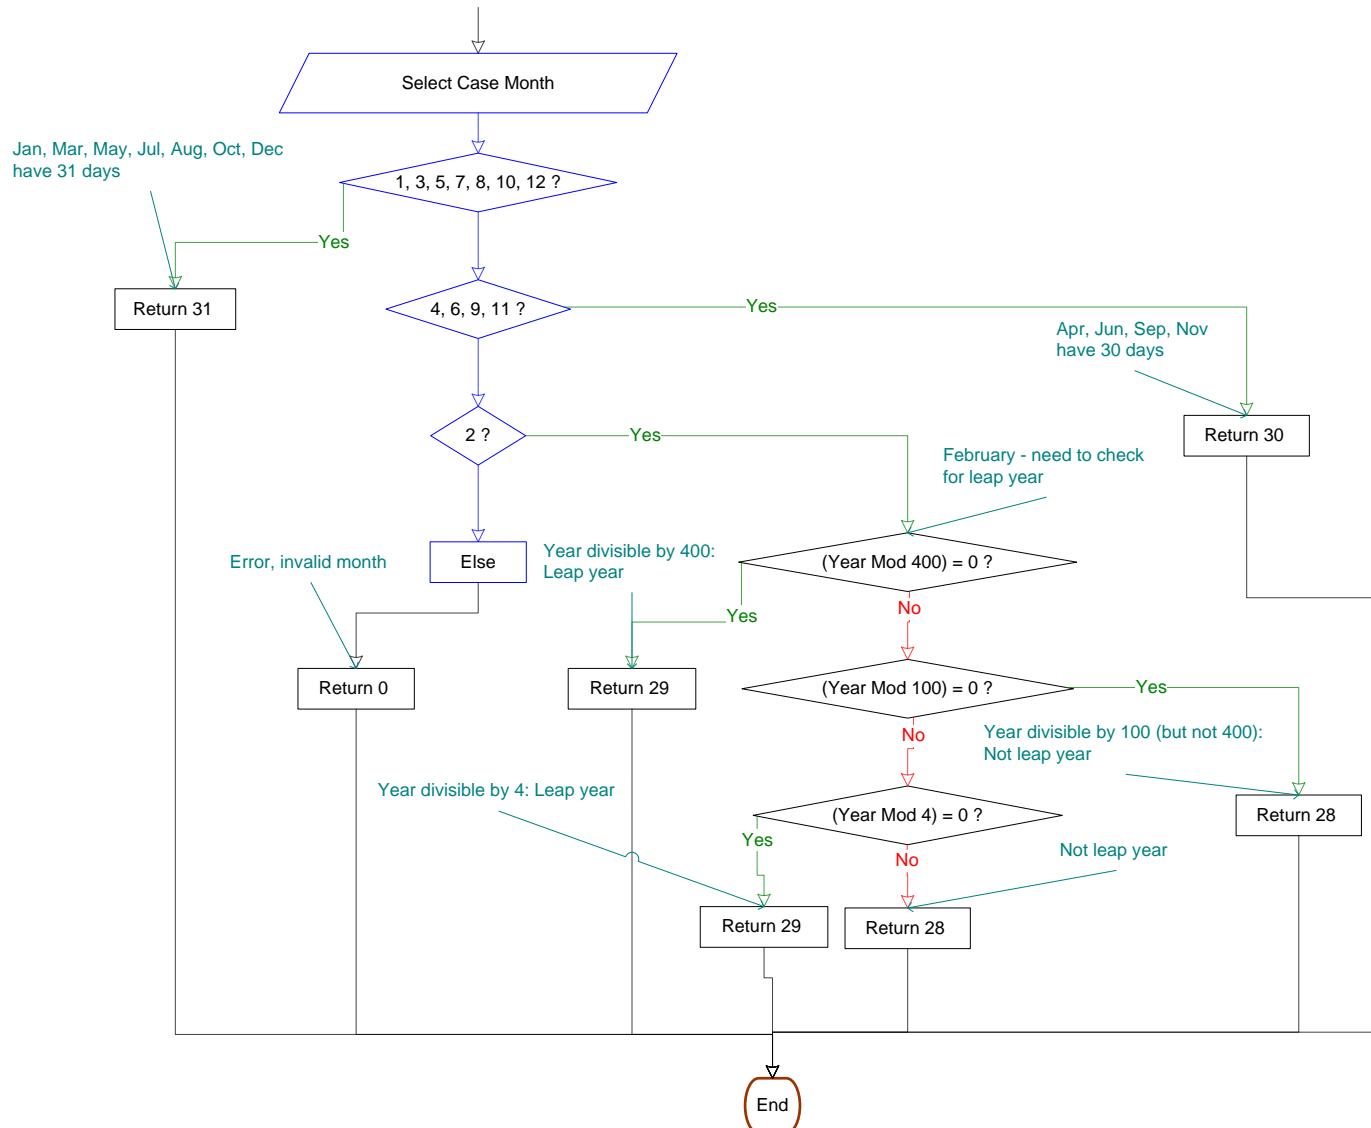 Select Case Month
Jan, Mar, May, Jul, Aug, Oct, Dec
have 31 days
1, 3, 5, 7, 8, 10, 12 ?
Yes
Return 31
4, 6, 9, 11 ?
Yes
Apr, Jun, Sep, Nov
have 30 days
Return 30
2 ?
Yes
February - need to check
for leap year
Error, invalid month
Else
Year divisible by 400:
Leap year
(Year Mod 400) = 0 ?
Yes
No
Return 0
Return 29
(Year Mod 100) = 0 ?
Yes
No
Year divisible by 100 (but not 400):
Not leap year
Year divisible by 4: Leap year
(Year Mod 4) = 0 ?
Return 28
Yes
No
Not leap year
Return 29
Return 28
End